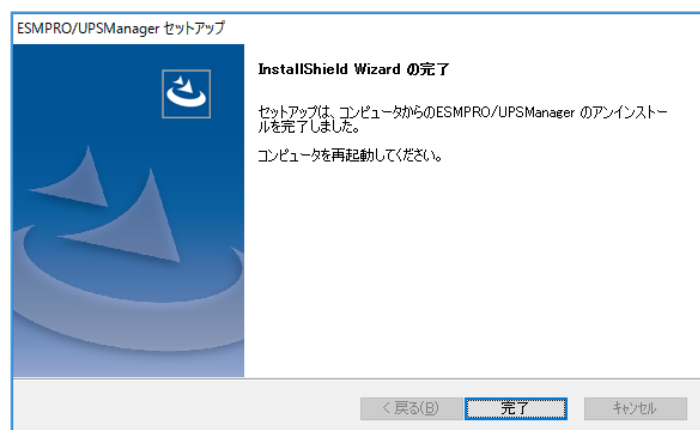 ESMPRO/UPSManager セットアップ
InstallShield Wizard の完了
セットアップは、コンピュータからのESMPRO/UPSManager のアンインストー
ルを完了しました。
コンピュータを再起動してください。
< 戻る(B)
完了
キャンセル